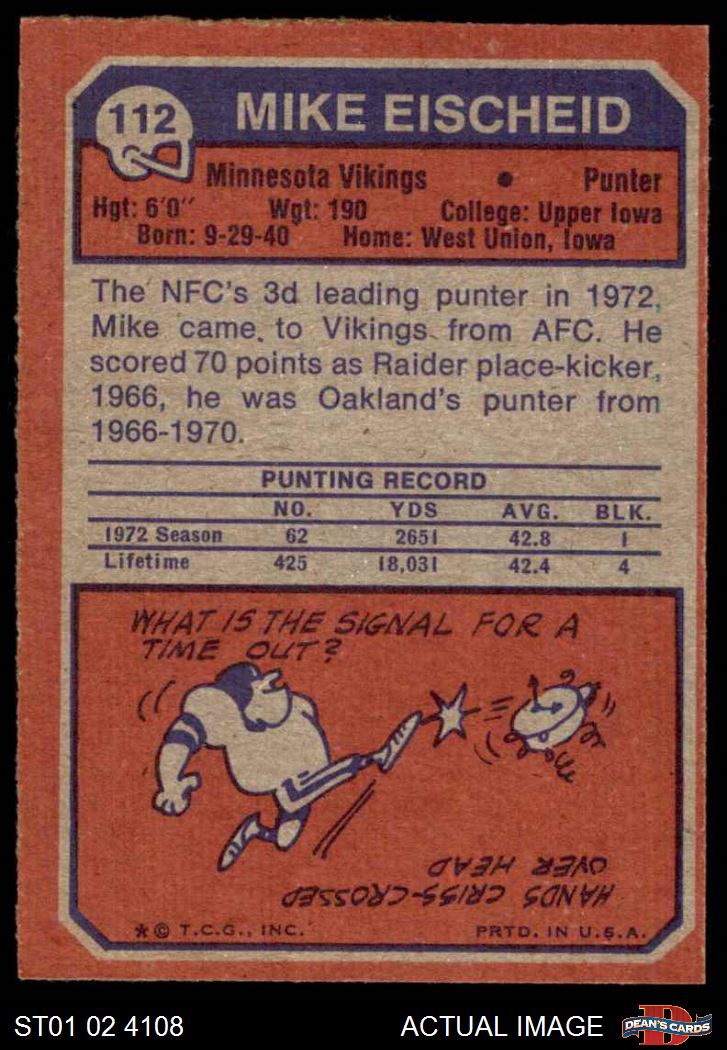 112
MIKE EISCHEID
Minnesota Vikings • Punter
Hgt: 6'0" Wgt: 190 College: Upper Iowa
Born: 9-29-40 Home: West Union, Iowa
The NFC's 3d leading punter in 1972,
Mike came to Vikings from AFC. He
scored 70 points as Raider place-kicker,
1966, he was Oakland's punter from
1966-1970.
PUNTING RECORD
NO. YDS AVG. BLK.
1972 Season 62 2651 42.8 1
Lifetime 425 18,031 42.4 4
WHAT IS THE SIGNAL FOR A
TIME OUT?
HANDS CRISS-CROSSED
OVER HEAD
*© T.C.G., INC. PRTD. IN U.S.A.
ST01 02 4108 ACTUAL IMAGE D DEAN'S CARDS